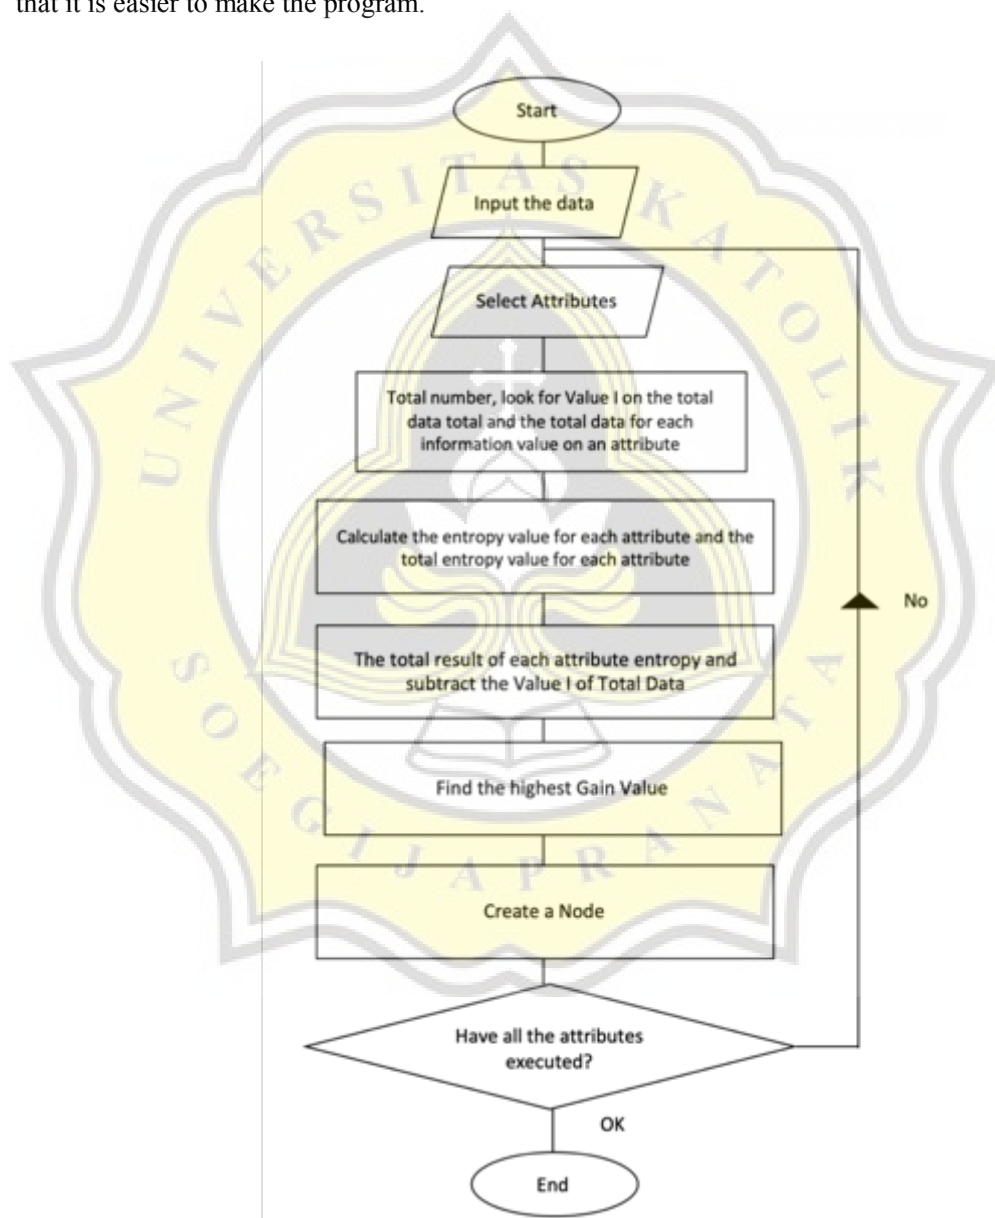 that it is easier to make the program.
Start
UNIVERSITAS KATOLIK
Input the data
Select Attributes
Total number, look for Value I on the total
data total and the total data for each
information value on an attribute
Calculate the entropy value for each attribute and the
total entropy value for each attribute
No
The total result of each attribute entropy and
subtract the Value I of Total Data
SOEGIJAPRANATA
Find the highest Gain Value
Create a Node
Have all the attributes
executed?
OK
End